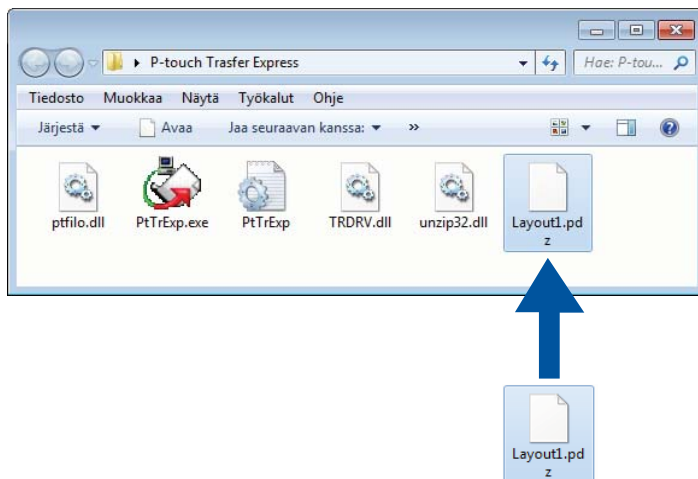 P-touch Trasfer Express
Hae: P-tou...
Tiedosto Muokkaa Näytä Työkalut Ohje
Järjestä Avaa Jaa seuraavan kanssa: »
ptfilo.dll PtTrExp.exe PtTrExp TRDRV.dll unzip32.dll Layout1.pd
z
Layout1.pd
z